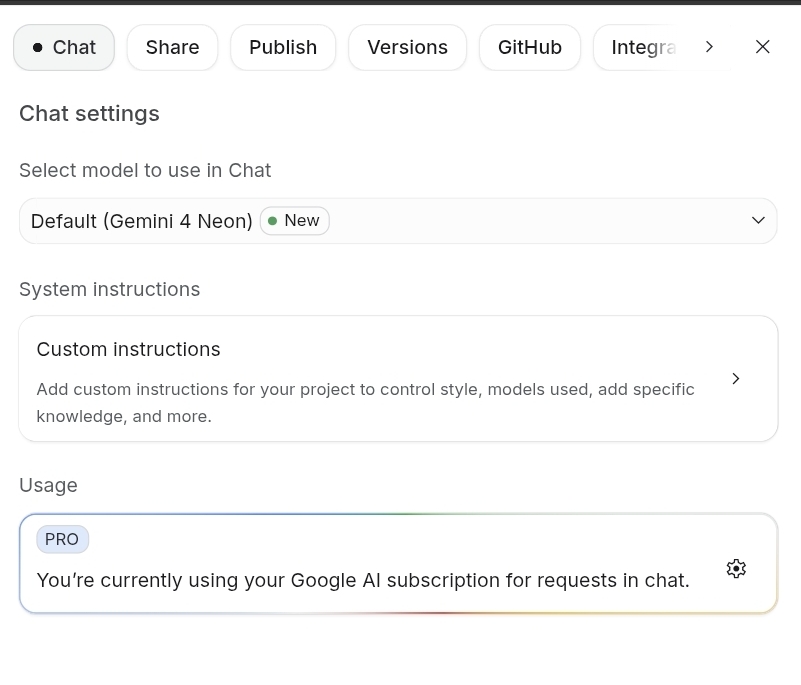 Chat Share Publish Versions GitHub Integra
Chat settings
Select model to use in Chat
Default (Gemini 4 Neon) New
System instructions
Custom instructions
Add custom instructions for your project to control style, models used, add specific
knowledge, and more.
Usage
PRO
You’re currently using your Google AI subscription for requests in chat.